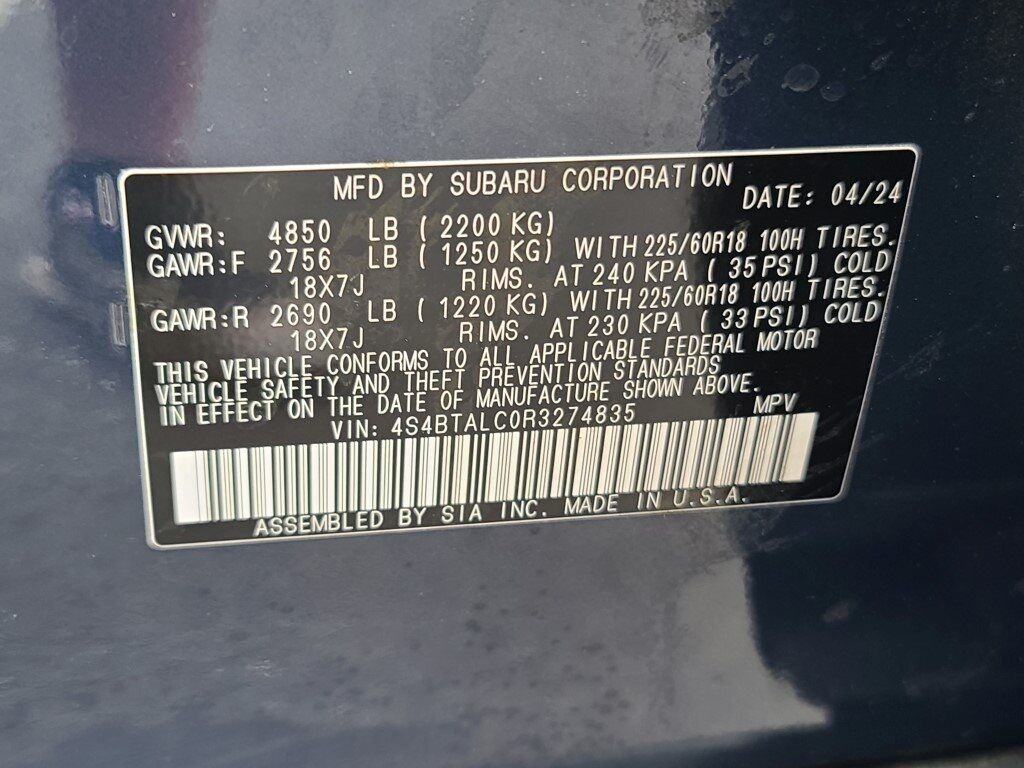 MFD BY SUBARU CORPORATION DATE: 04/24
GVWR: 4850 LB ( 2200 KG)
GAWR:F 2756 LB ( 1250 KG) WITH 225/60R18 100H TIRES.
18X7J RIMS. AT 240 KPA ( 35 PSI) COLD
GAWR:R 2690 LB ( 1220 KG) WITH 225/60R18 100H TIRES.
18X7J RIMS. AT 230 KPA ( 33 PSI) COLD
THIS VEHICLE CONFORMS TO ALL APPLICABLE FEDERAL MOTOR
VEHICLE SAFETY AND THEFT PREVENTION STANDARDS
IN EFFECT ON THE DATE OF MANUFACTURE SHOWN ABOVE.
VIN: 4S4BTALC0R3274835 MPV
ASSEMBLED BY SIA INC. MADE IN U.S.A.